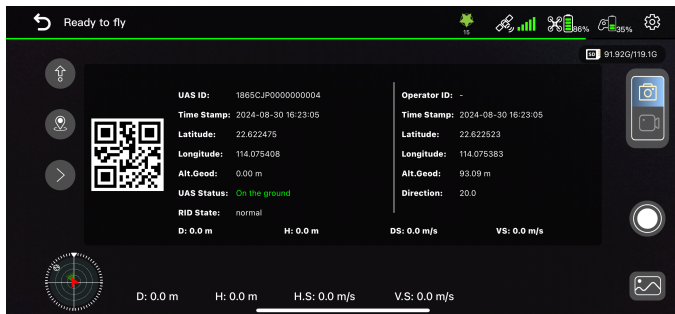 Ready to fly
15
86%
35%
SD 91.92G/119.1G
UAS ID: 1865CJP0000000004
Time Stamp: 2024-08-30 16:23:05
Latitude: 22.622475
Longitude: 114.075408
Alt.Geod: 0.00 m
UAS Status: On the ground
RID State: normal
Operator ID: -
Time Stamp: 2024-08-30 16:23:05
Latitude: 22.622523
Longitude: 114.075383
Alt.Geod: 93.09 m
Direction: 20.0
D: 0.0 m H: 0.0 m DS: 0.0 m/s VS: 0.0 m/s
D: 0.0 m H: 0.0 m H.S: 0.0 m/s V.S: 0.0 m/s